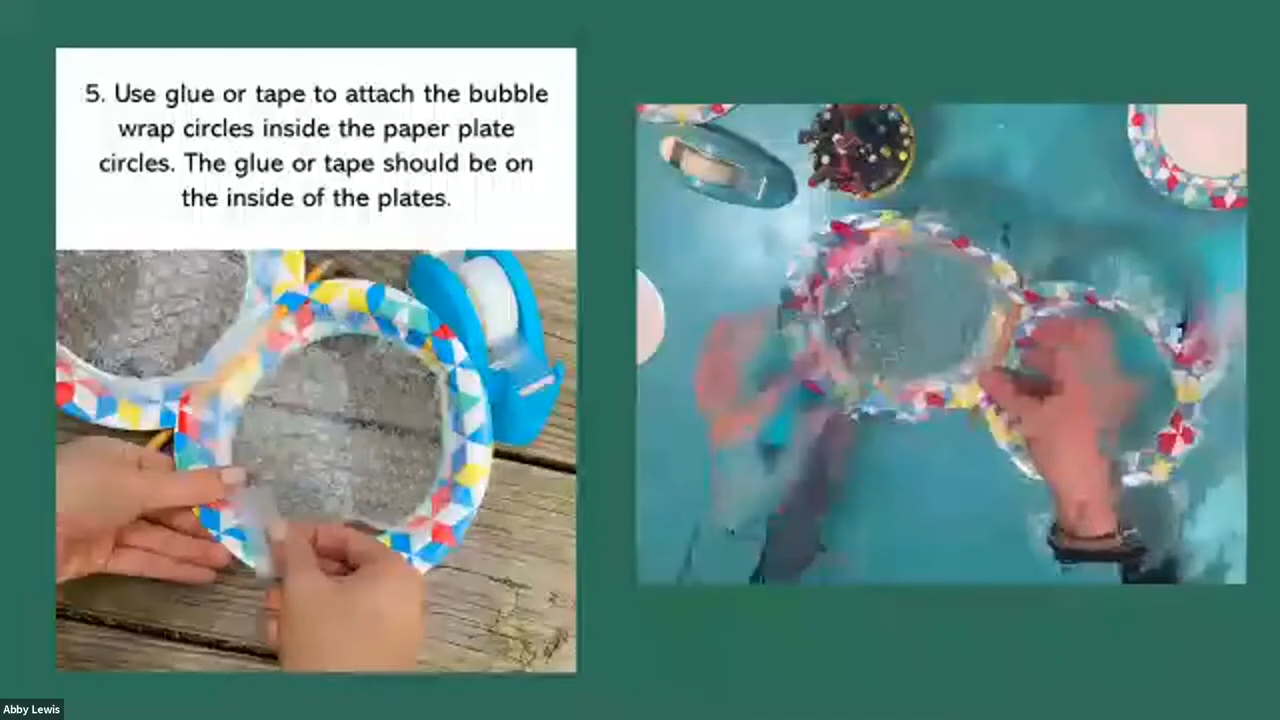 5. Use glue or tape to attach the bubble
wrap circles inside the paper plate
circles. The glue or tape should be on
the inside of the plates.
Abby Lewis